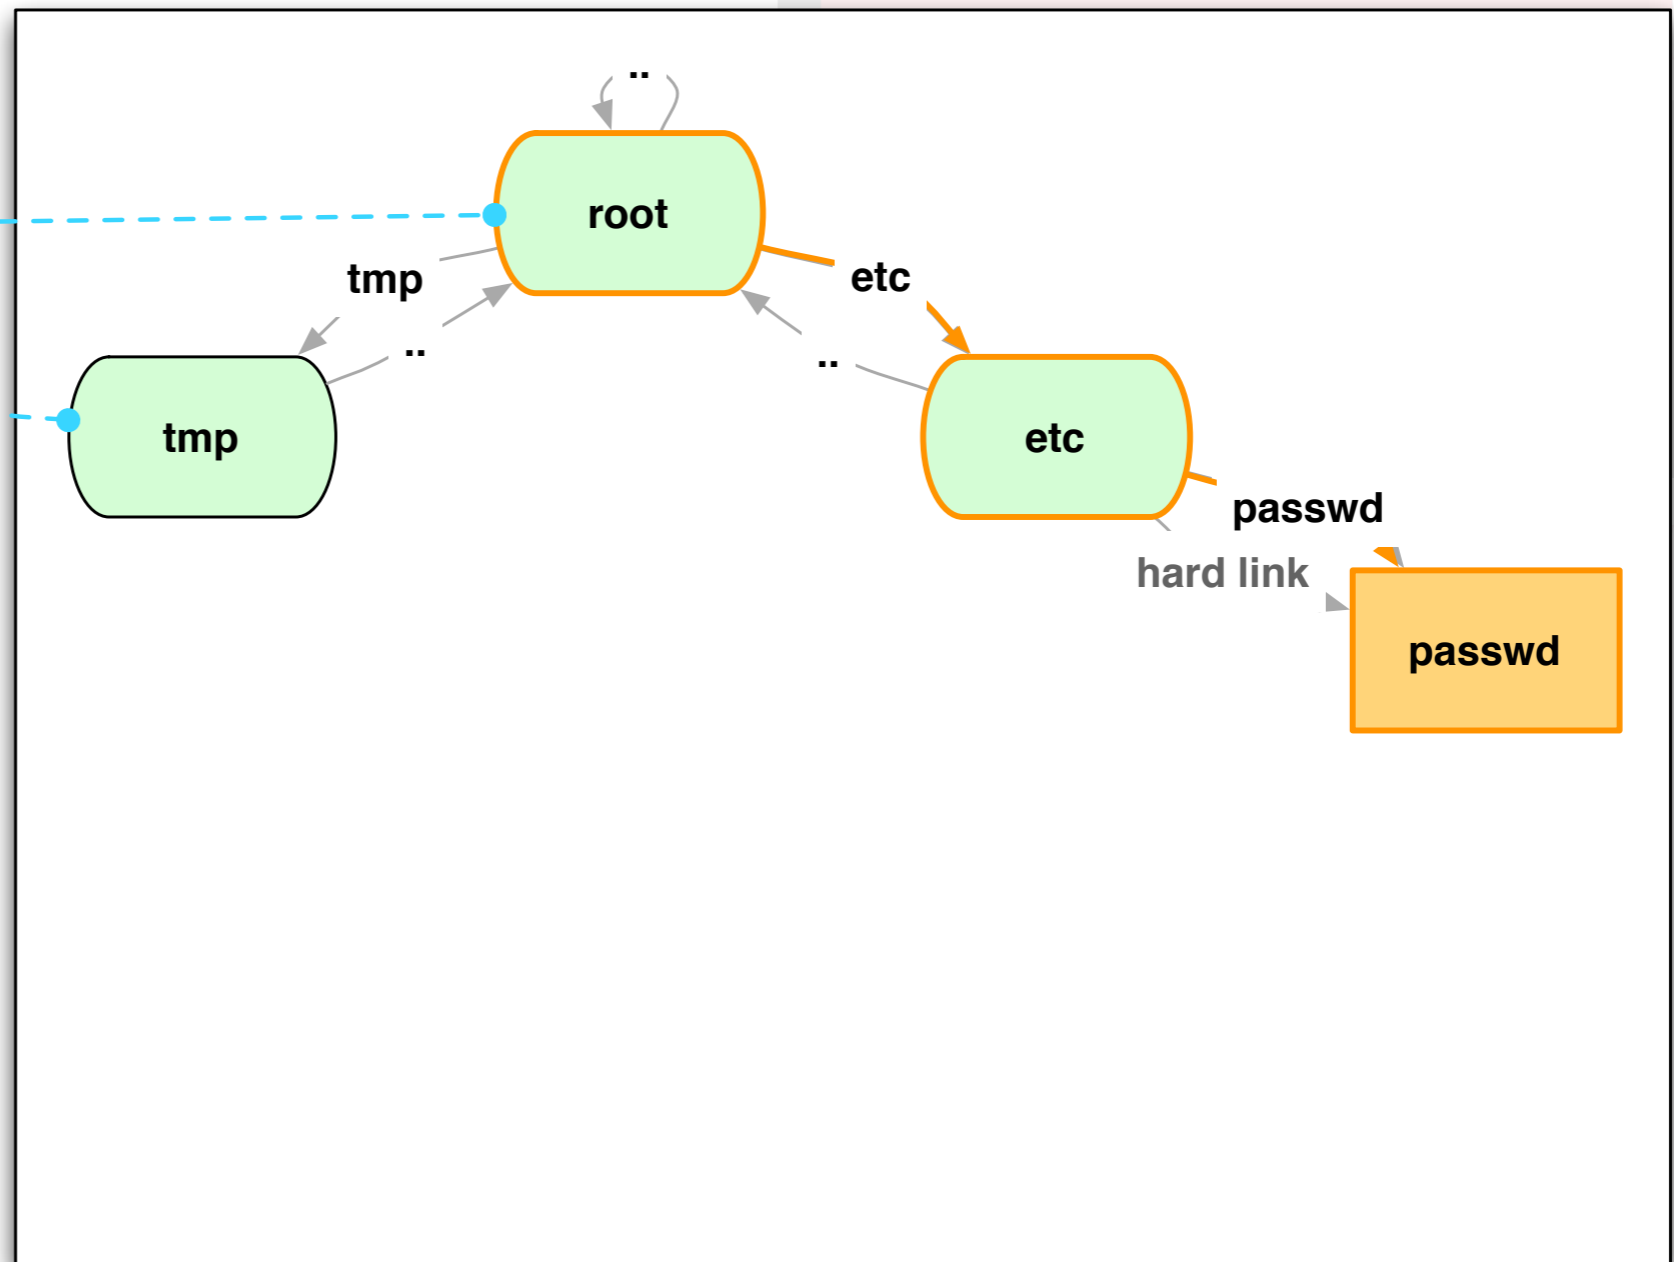 ..
root
tmp
etc
..
..
tmp
etc
passwd
hard link
passwd